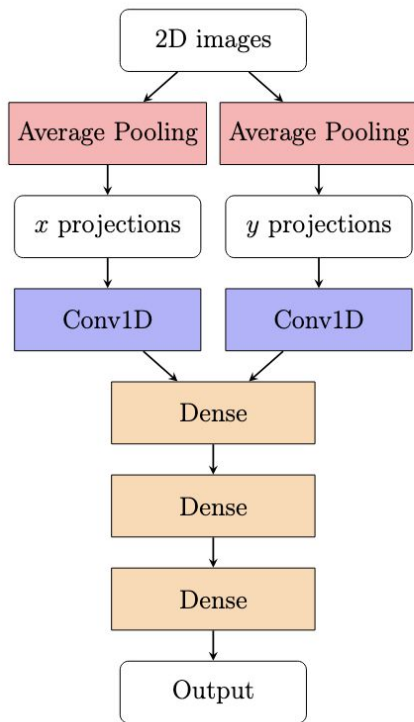 2D images
Average Pooling
Average Pooling
x projections
y projections
Conv1D
Conv1D
Dense
Dense
Dense
Output